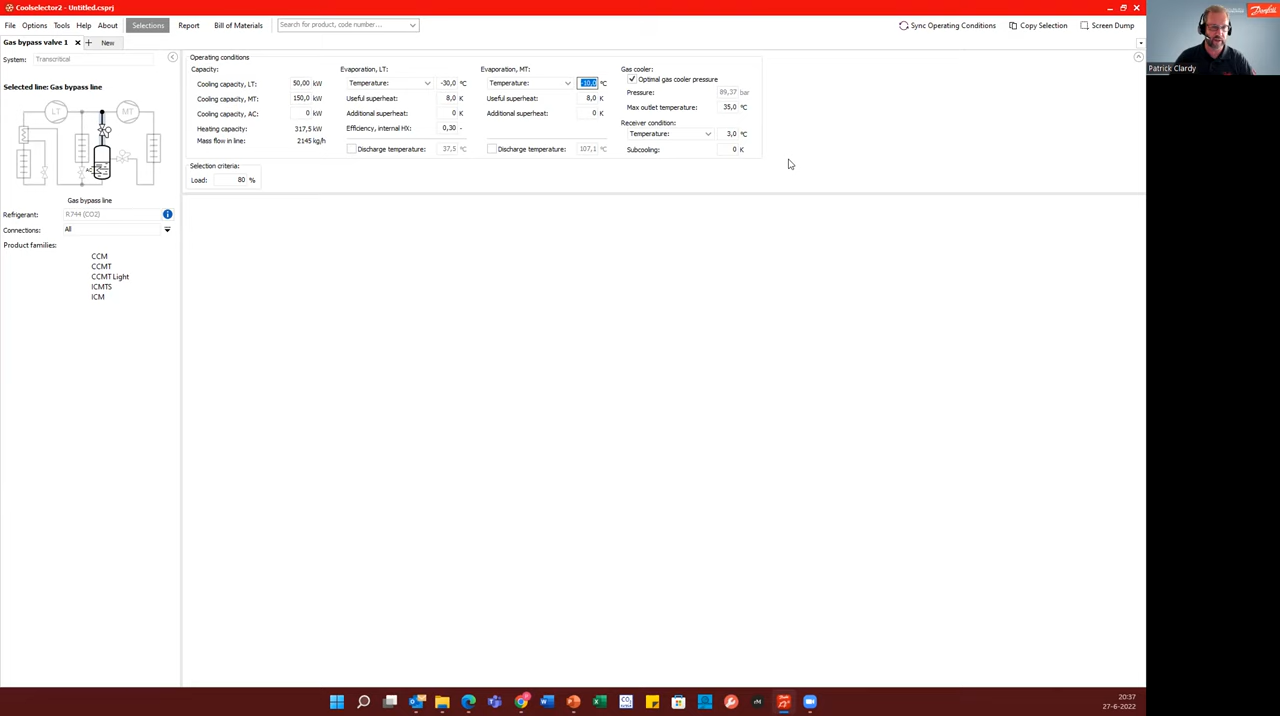 Coolselector2 - Untitled.csprj
File Options Tools Help About Selections Report Bill of Materials Search for product, code number... Sync Operating Conditions Copy Selection Screen Dump
Gas bypass valve 1 New
System: Transcritical
Selected line: Gas bypass line
LT MT
Gas bypass line
Refrigerant: R744 (CO2)
Connections: All
Product families:
CCM
CCMT
CCMT Light
ICMTS
ICM
Operating conditions
Capacity:
Cooling capacity, LT: 50,00 kW
Cooling capacity, MT: 150,0 kW
Cooling capacity, AC: 0 kW
Heating capacity: 317,5 kW
Mass flow in line: 2145 kg/h
Evaporation, LT:
Temperature: -30,0 °C
Useful superheat: 8,0 K
Additional superheat: 0 K
Efficiency, internal HX: 0,30 -
Discharge temperature: 37,5 °C
Evaporation, MT:
Temperature: -10,0 °C
Useful superheat: 8,0 K
Additional superheat: 0 K
Discharge temperature: 107,1 °C
Gas cooler:
Optimal gas cooler pressure
Pressure: 89,37 bar
Max outlet temperature: 35,0 °C
Receiver condition:
Temperature: 3,0 °C
Subcooling: 0 K
Selection criteria:
Load: 80 %
Danfoss
Patrick Clardy
20:37
27-6-2022